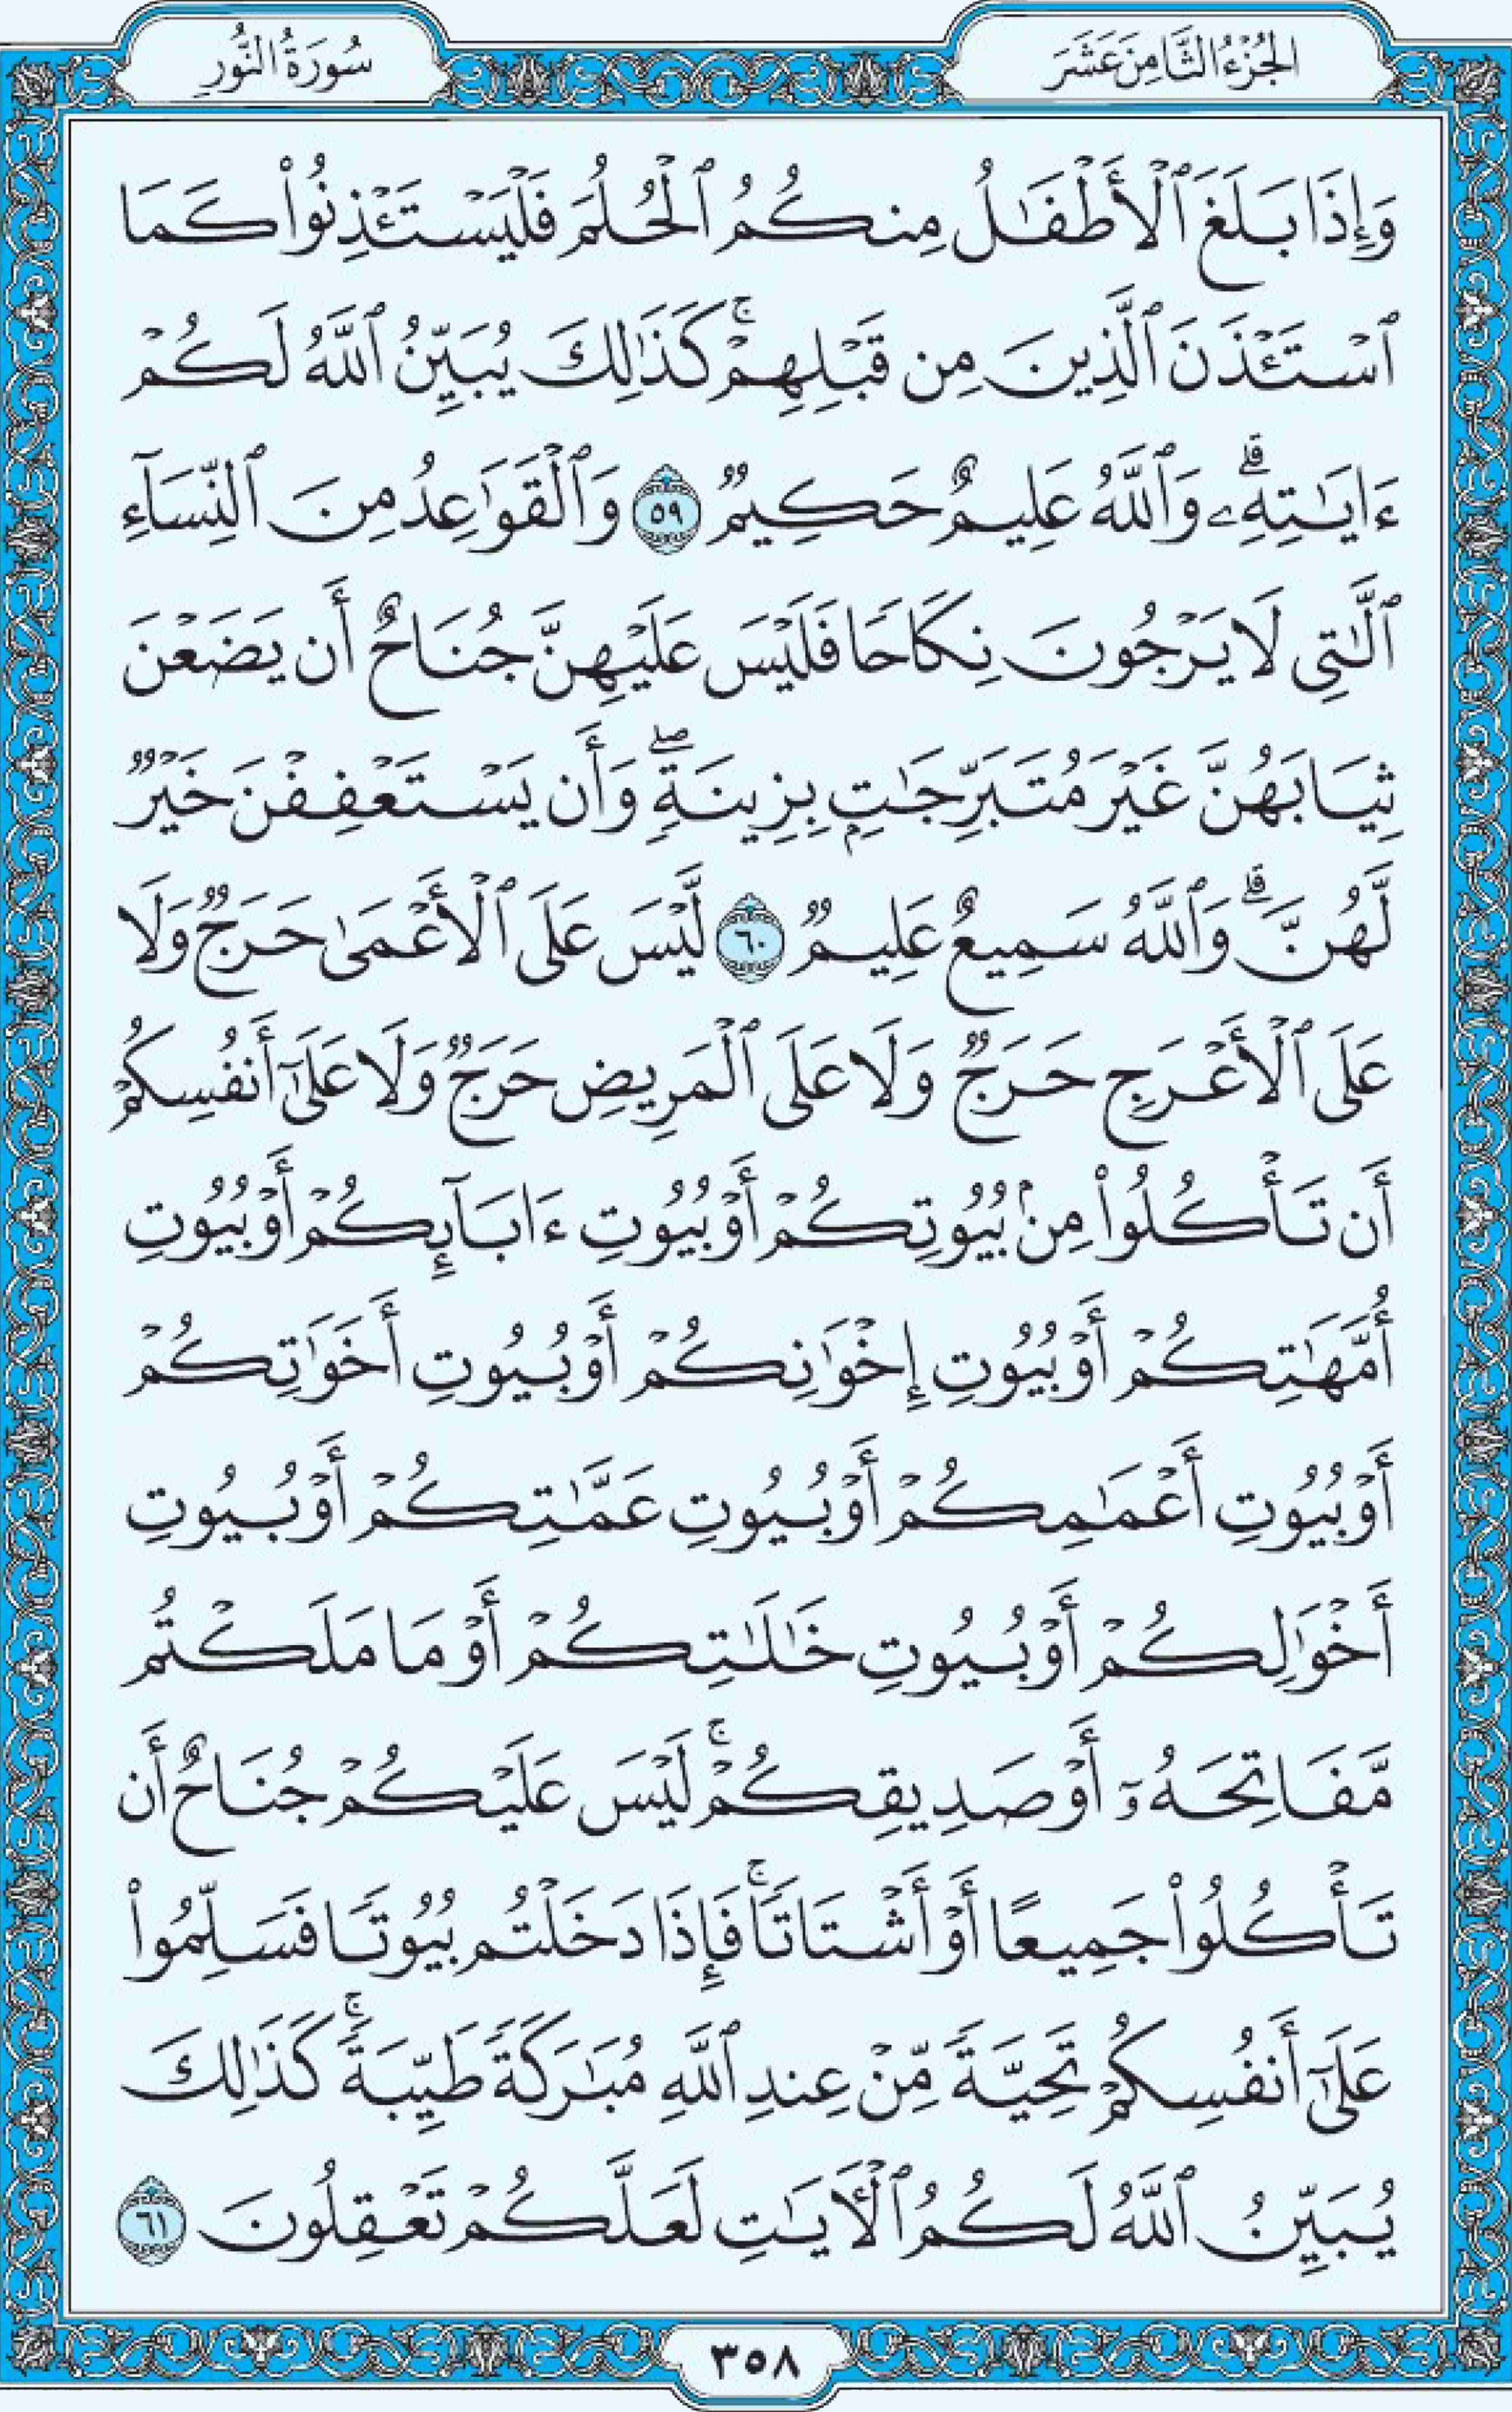 الجُزْءُ الثَّامِنَ عَشَرَ
سُورَةُ النُّورِ
وَإِذَا بَلَغَ ٱلْأَطْفَٰلُ مِنكُمُ ٱلْحُلُمَ فَلْيَسْتَـْٔذِنُوا۟ كَمَا
ٱسْتَـْٔذَنَ ٱلَّذِينَ مِن قَبْلِهِمْ ۚ كَذَٰلِكَ يُبَيِّنُ ٱللَّهُ لَكُمْ
ءَايَٰتِهِۦ ۗ وَٱللَّهُ عَلِيمٌ حَكِيمٌ ٥٩ وَٱلْقَوَٰعِدُ مِنَ ٱلنِّسَآءِ
ٱلَّٰتِى لَا يَرْجُونَ نِكَاحًا فَلَيْسَ عَلَيْهِنَّ جُنَاحٌ أَن يَضَعْنَ
ثِيَابَهُنَّ غَيْرَ مُتَبَرِّجَٰتٍۭ بِزِينَةٍ ۖ وَأَن يَسْتَعْفِفْنَ خَيْرٌ
لَّهُنَّ ۗ وَٱللَّهُ سَمِيعٌ عَلِيمٌ ٦٠ لَّيْسَ عَلَى ٱلْأَعْمَىٰ حَرَجٌ وَلَا
عَلَى ٱلْأَعْرَجِ حَرَجٌ وَلَا عَلَى ٱلْمَرِيضِ حَرَجٌ وَلَا عَلَىٰٓ أَنفُسِكُمْ
أَن تَأْكُلُوا۟ مِنۢ بُيُوتِكُمْ أَوْ بُيُوتِ ءَابَآئِكُمْ أَوْ بُيُوتِ
أُمَّهَٰتِكُمْ أَوْ بُيُوتِ إِخْوَٰنِكُمْ أَوْ بُيُوتِ أَخَوَٰتِكُمْ
أَوْ بُيُوتِ أَعْمَٰمِكُمْ أَوْ بُيُوتِ عَمَّٰتِكُمْ أَوْ بُيُوتِ
أَخْوَٰلِكُمْ أَوْ بُيُوتِ خَٰلَٰتِكُمْ أَوْ مَا مَلَكْتُم
مَّفَاتِحَهُۥٓ أَوْ صَدِيقِكُمْ ۚ لَيْسَ عَلَيْكُمْ جُنَاحٌ أَن
تَأْكُلُوا۟ جَمِيعًا أَوْ أَشْتَاتًا ۚ فَإِذَا دَخَلْتُم بُيُوتًا فَسَلِّمُوا۟
عَلَىٰٓ أَنفُسِكُمْ تَحِيَّةً مِّنْ عِندِ ٱللَّهِ مُبَٰرَكَةً طَيِّبَةً ۚ كَذَٰلِكَ
يُبَيِّنُ ٱللَّهُ لَكُمُ ٱلْءَايَٰتِ لَعَلَّكُمْ تَعْقِلُونَ ٦١
٣٥٨